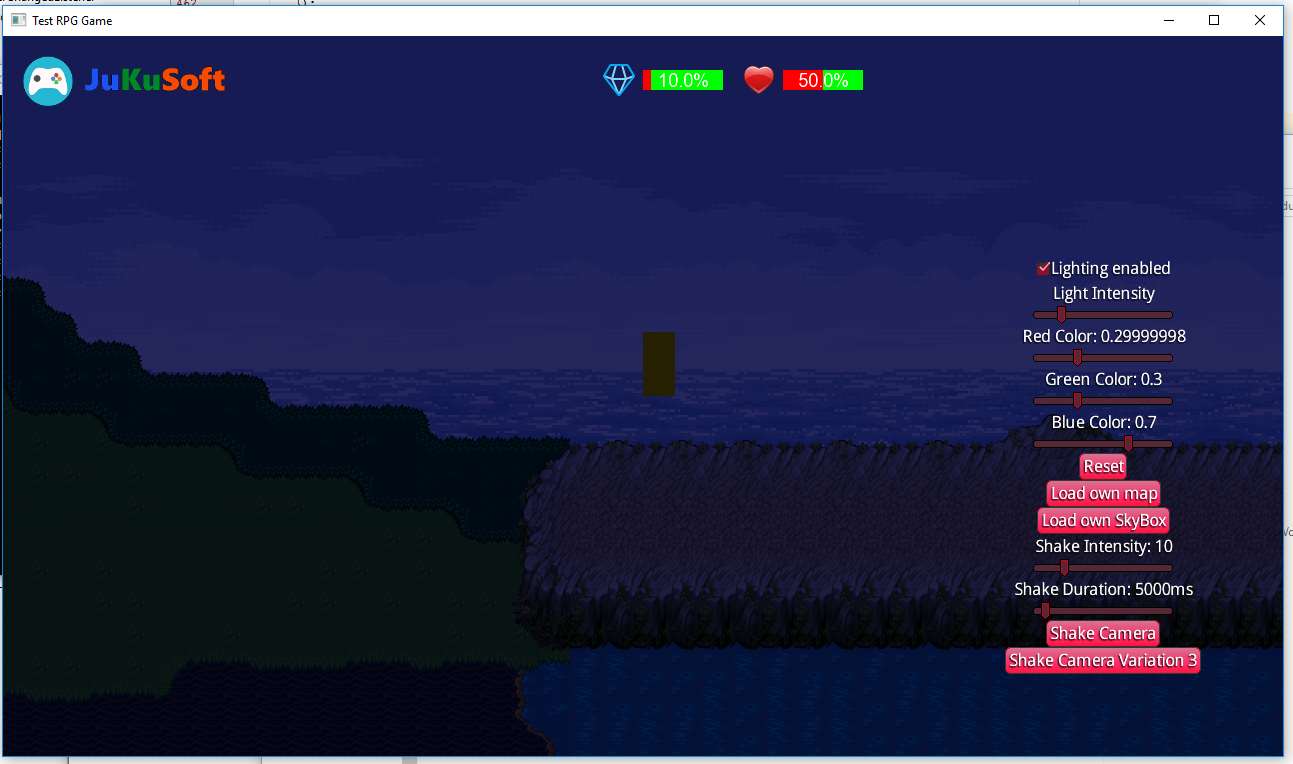 Test RPG Game
JuKuSoft
10.0%
50.0%
Lighting enabled
Light Intensity
Red Color: 0.29999998
Green Color: 0.3
Blue Color: 0.7
Reset
Load own map
Load own SkyBox
Shake Intensity: 10
Shake Duration: 5000ms
Shake Camera
Shake Camera Variation 3